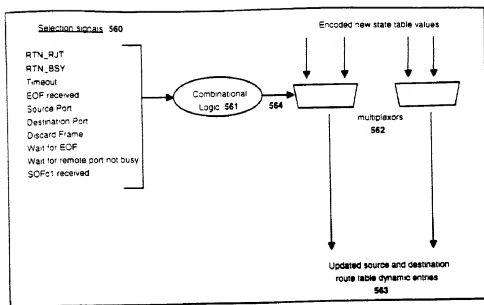 Selection signals 560
RTN_RJT
RTN_BSY
Timeout
EOF received
Source Port
Destination Port
Discard Frame
Wait for EOF
Wait for remote port not busy
SOFc1 received
Combinational
Logic 561
564
Encoded new state table values
multiplexors
562
Updated source and destination
route table dynamic entries
563